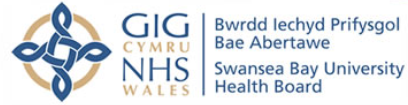 GIG
CYMRU
NHS
WALES
Bwrdd Iechyd Prifysgol
Bae Abertawe
Swansea Bay University
Health Board